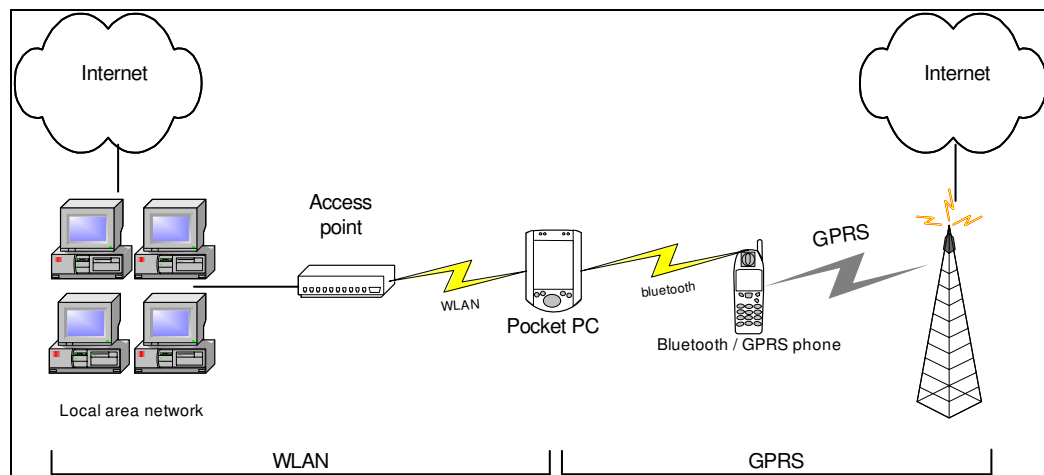 Internet
Internet
Access
point
GPRS
WLAN
bluetooth
Pocket PC
Bluetooth / GPRS phone
Local area network
WLAN
GPRS